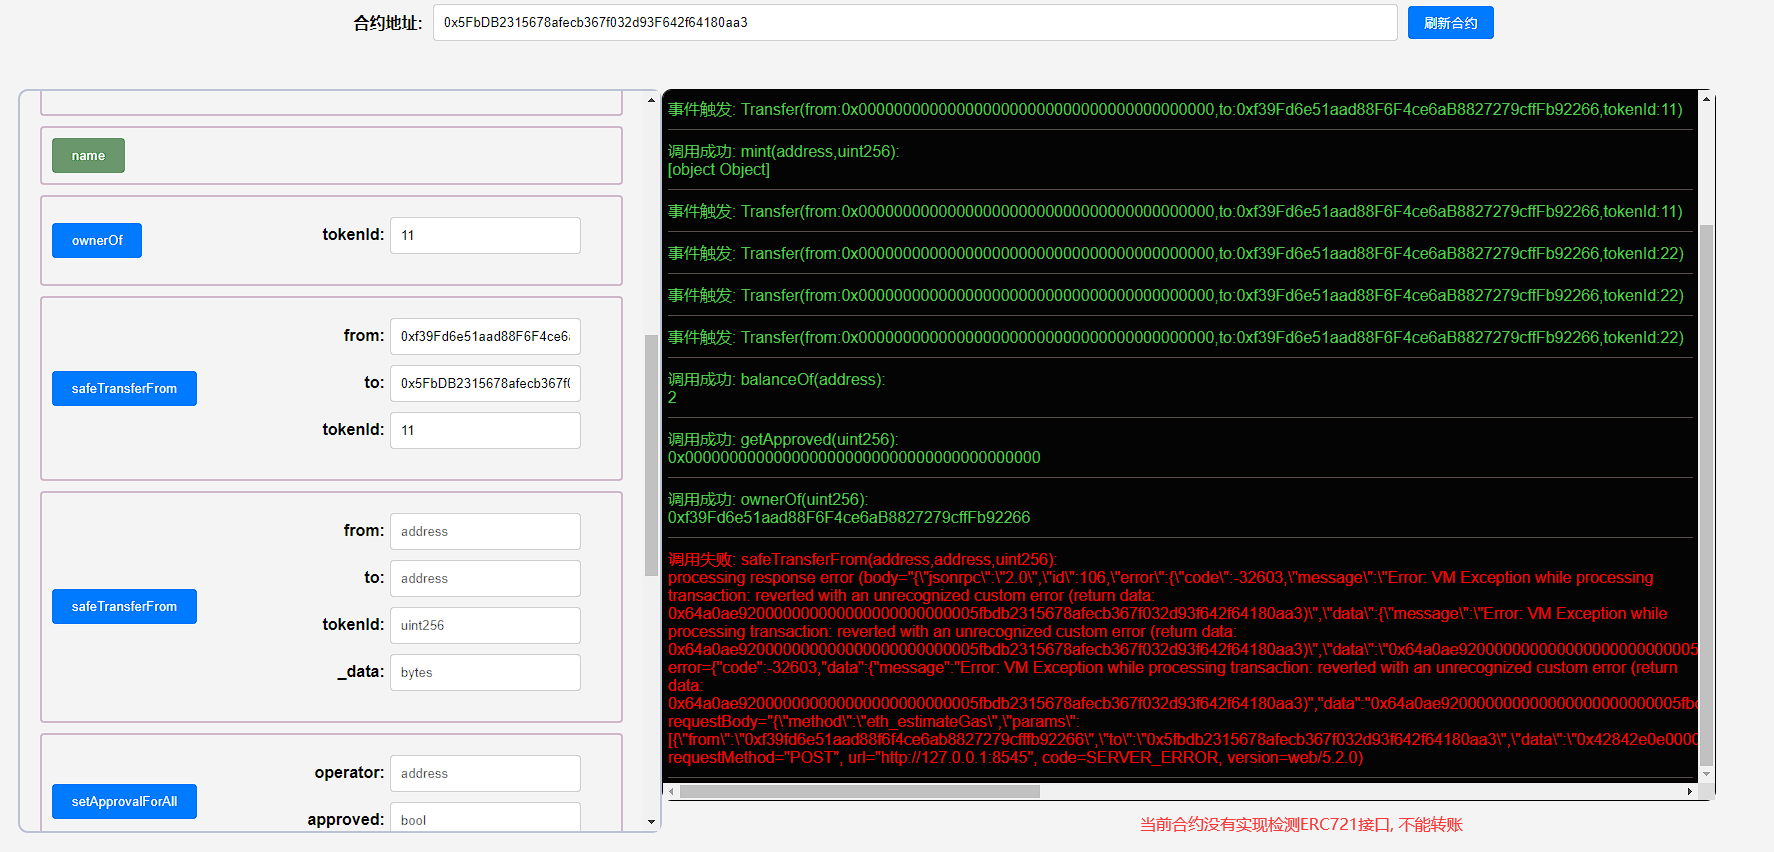 合约地址:
0x5FbDB2315678afecb367f032d93F642f64180aa3
刷新合约
name
ownerOf
tokenId:
11
safeTransferFrom
from:
0xf39Fd6e51aad88F6F4ce6
to:
0x5FbDB2315678afecb367f
tokenId:
11
safeTransferFrom
from:
address
to:
address
tokenId:
uint256
_data:
bytes
setApprovalForAll
operator:
address
approved:
bool
事件触发: Transfer(from:0x0000000000000000000000000000000000000000,to:0xf39Fd6e51aad88F6F4ce6aB8827279cffFb92266,tokenId:11)
调用成功: mint(address,uint256):
[object Object]
事件触发: Transfer(from:0x0000000000000000000000000000000000000000,to:0xf39Fd6e51aad88F6F4ce6aB8827279cffFb92266,tokenId:11)
事件触发: Transfer(from:0x0000000000000000000000000000000000000000,to:0xf39Fd6e51aad88F6F4ce6aB8827279cffFb92266,tokenId:22)
事件触发: Transfer(from:0x0000000000000000000000000000000000000000,to:0xf39Fd6e51aad88F6F4ce6aB8827279cffFb92266,tokenId:22)
事件触发: Transfer(from:0x0000000000000000000000000000000000000000,to:0xf39Fd6e51aad88F6F4ce6aB8827279cffFb92266,tokenId:22)
调用成功: balanceOf(address):
2
调用成功: getApproved(uint256):
0x0000000000000000000000000000000000000000
调用成功: ownerOf(uint256):
0xf39Fd6e51aad88F6F4ce6aB8827279cffFb92266
调用失败: safeTransferFrom(address,address,uint256):
processing response error (body="{\"jsonrpc\":\"2.0\",\"id\":106,\"error\":{\"code\":-32603,\"message\":\"Error: VM Exception while processing
transaction: reverted with an unrecognized custom error (return data:
0x64a0ae920000000000000000000000005fbdb2315678afecb367f032d93f642f64180aa3)\",\"data\":{\"message\":\"Error: VM Exception while
processing transaction: reverted with an unrecognized custom error (return data:
0x64a0ae920000000000000000000000005fbdb2315678afecb367f032d93f642f64180aa3)\",\"data\":\"0x64a0ae920000000000000000000000005
error={"code":-32603,"data":{"message":"Error: VM Exception while processing transaction: reverted with an unrecognized custom error (return
data:
0x64a0ae920000000000000000000000005fbdb2315678afecb367f032d93f642f64180aa3)","data":"0x64a0ae920000000000000000000000005fb
requestBody="{\"method\":\"eth_estimateGas\",\"params\":
[{\"from\":\"0xf39fd6e51aad88f6f4ce6ab8827279cfffb92266\",\"to\":\"0x5fbdb2315678afecb367f032d93f642f64180aa3\",\"data\":\"0x42842e0e0000
requestMethod="POST", url="http://127.0.0.1:8545", code=SERVER_ERROR, version=web/5.2.0)
当前合约没有实现检测ERC721接口, 不能转账